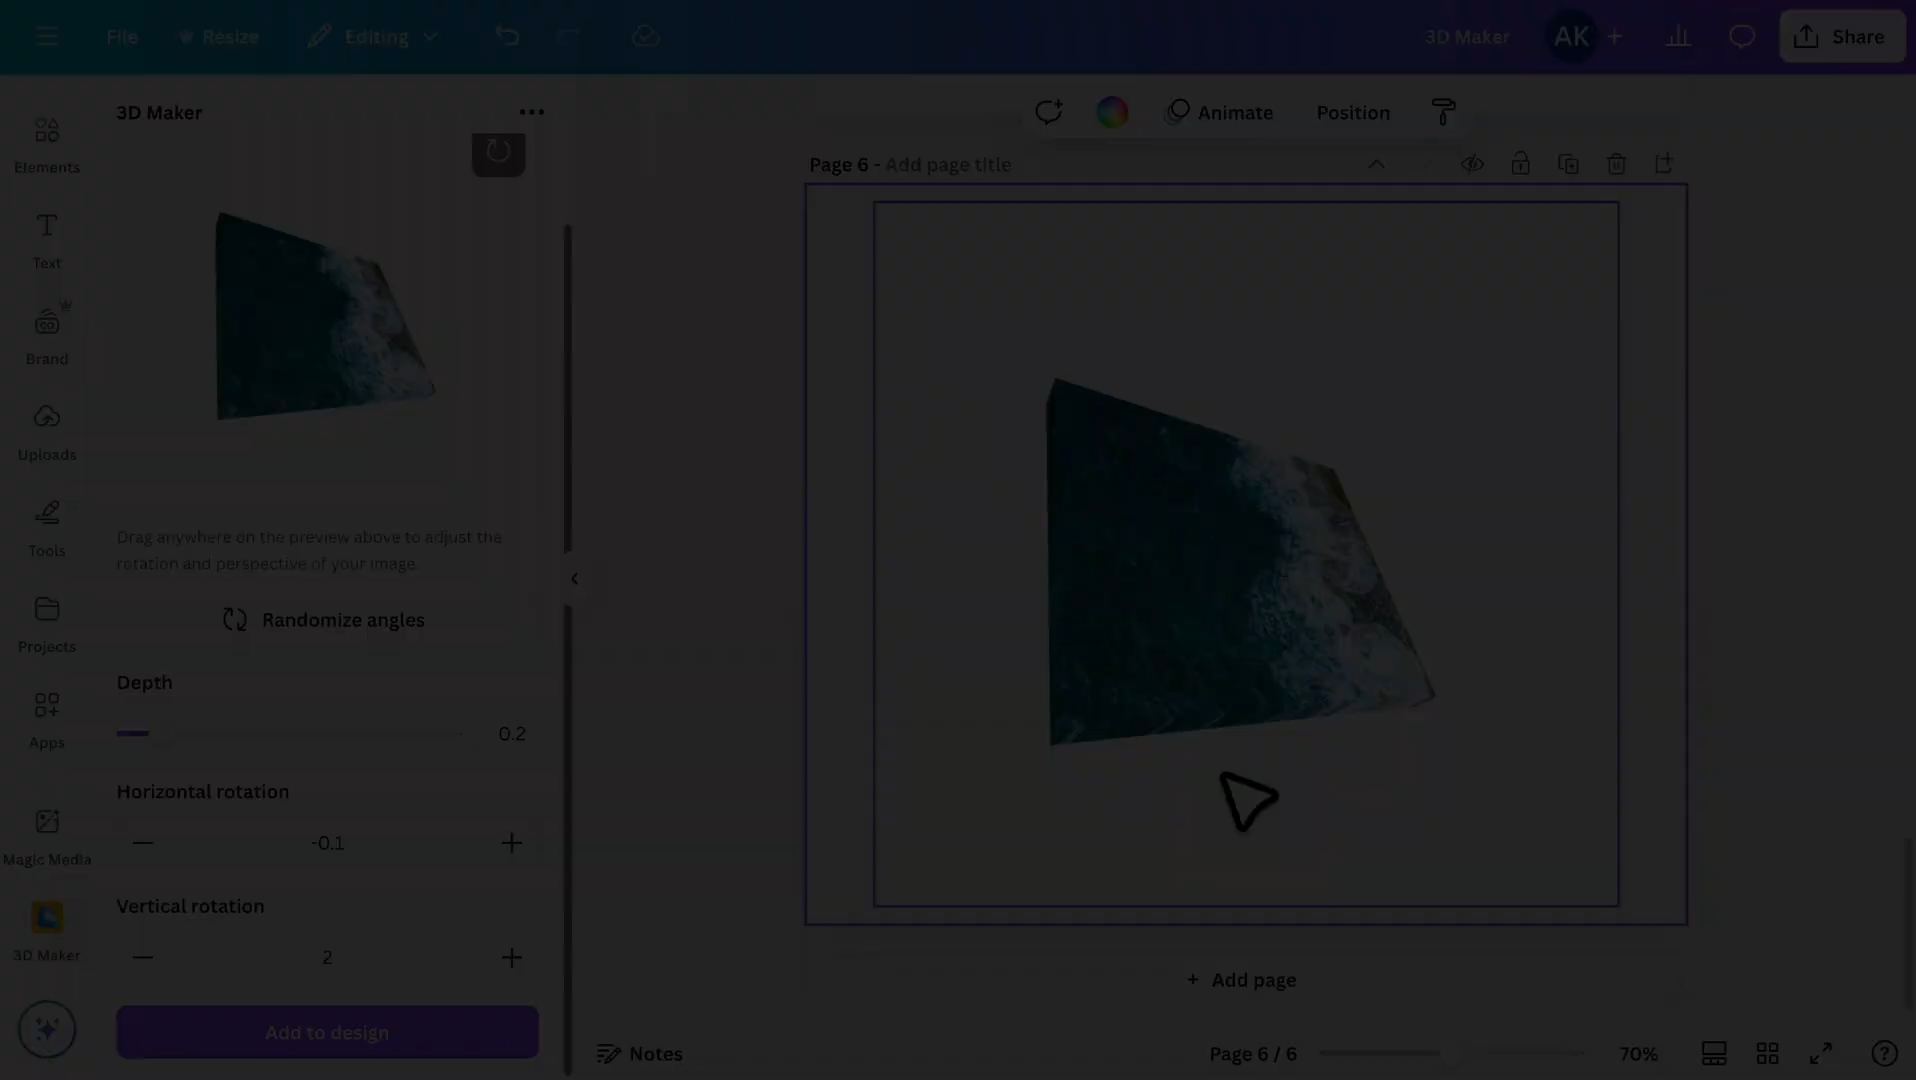 File
Resize
Editing
3D Maker
AK
Share
3D Maker
Animate
Position
Elements
Page 6 - Add page title
Text
Brand
Uploads
Drag anywhere on the preview above to adjust the
rotation and perspective of your image.
Tools
Randomize angles
Projects
Depth
0.2
Apps
Horizontal rotation
-0.1
Magic Media
Vertical rotation
3D Maker
2
+ Add page
Add to design
Notes
Page 6 / 6
70%